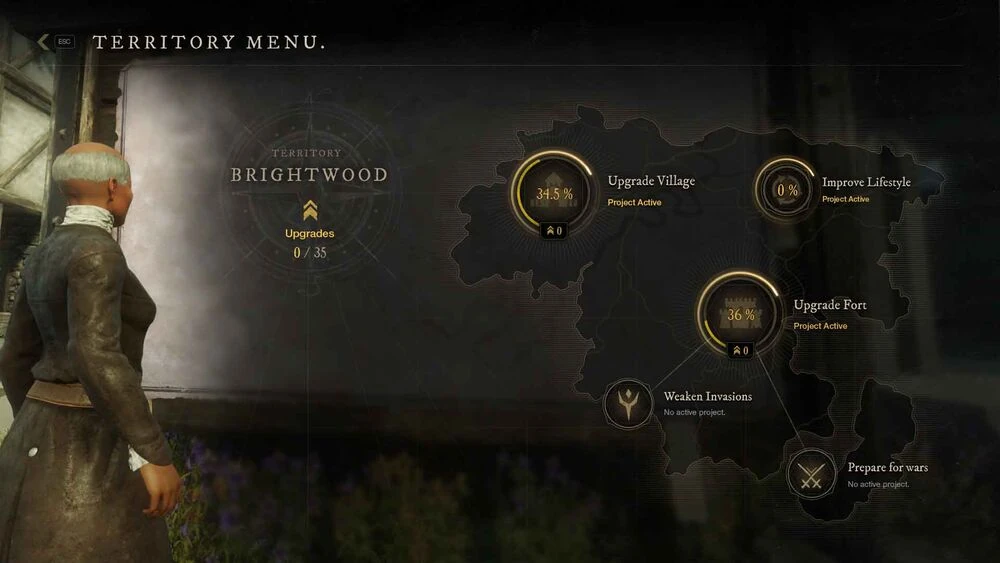 ESC
TERRITORY MENU.
TERRITORY
BRIGHTWOOD
Upgrades
0 / 35
34.5 %
0
Upgrade Village
Project Active
0 %
Improve Lifestyle
Project Active
36 %
0
Upgrade Fort
Project Active
Weaken Invasions
No active project.
Prepare for wars
No active project.